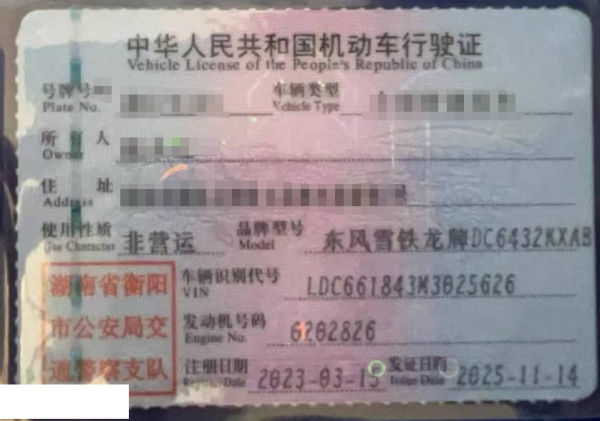 中华人民共和国机动车行驶证
Vehicle License of the People's Republic of China
号牌号 车辆类型
Plate No. Vehicle Type
所有人
Owner
住址 号
Address
使用性质 非营运 品牌型号 东风雪铁龙牌DC6432KXAB
Use Character Model
湖南省衡阳
市公安局交
通警察支队
车辆识别代号 LDC661843M3025626
VIN
发动机号码 6202826
Engine No.
注册日期 2023-03-15 发证日期 2025-11-14
Register Date Issue Date